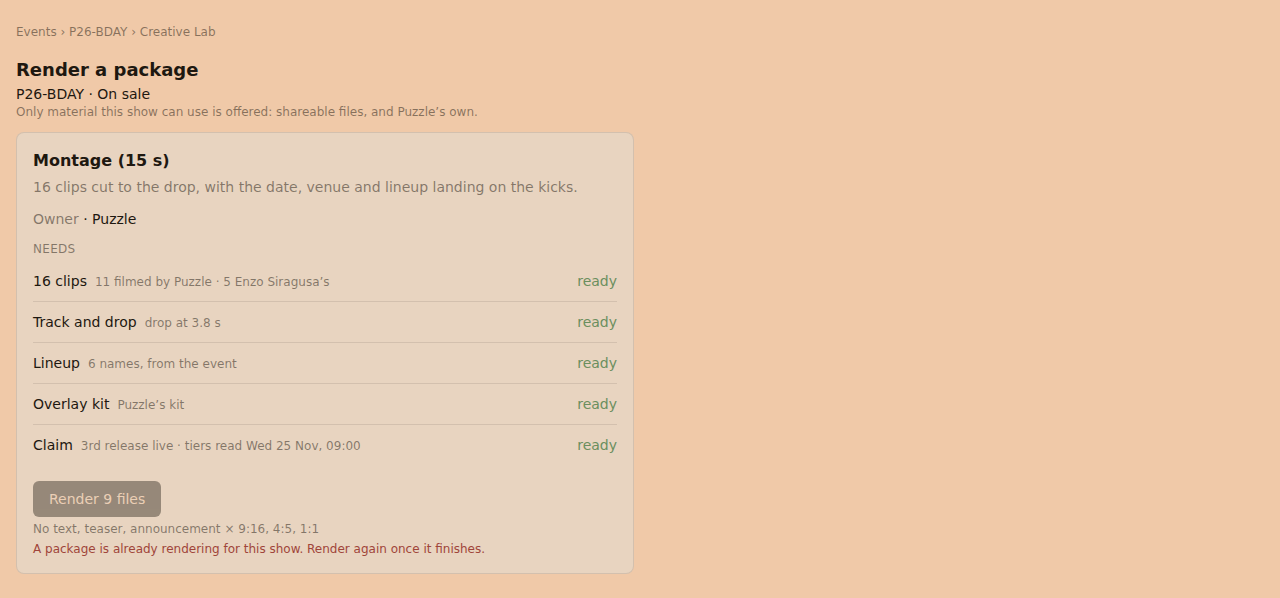 Events › P26-BDAY › Creative Lab
Render a package
P26-BDAY · On sale
Only material this show can use is offered: shareable files, and Puzzle’s own.
Montage (15 s)
16 clips cut to the drop, with the date, venue and lineup landing on the kicks.
Owner · Puzzle
NEEDS
16 clips 11 filmed by Puzzle · 5 Enzo Siragusa’s ready
Track and drop drop at 3.8 s ready
Lineup 6 names, from the event ready
Overlay kit Puzzle’s kit ready
Claim 3rd release live · tiers read Wed 25 Nov, 09:00 ready
Render 9 files
No text, teaser, announcement × 9:16, 4:5, 1:1
A package is already rendering for this show. Render again once it finishes.